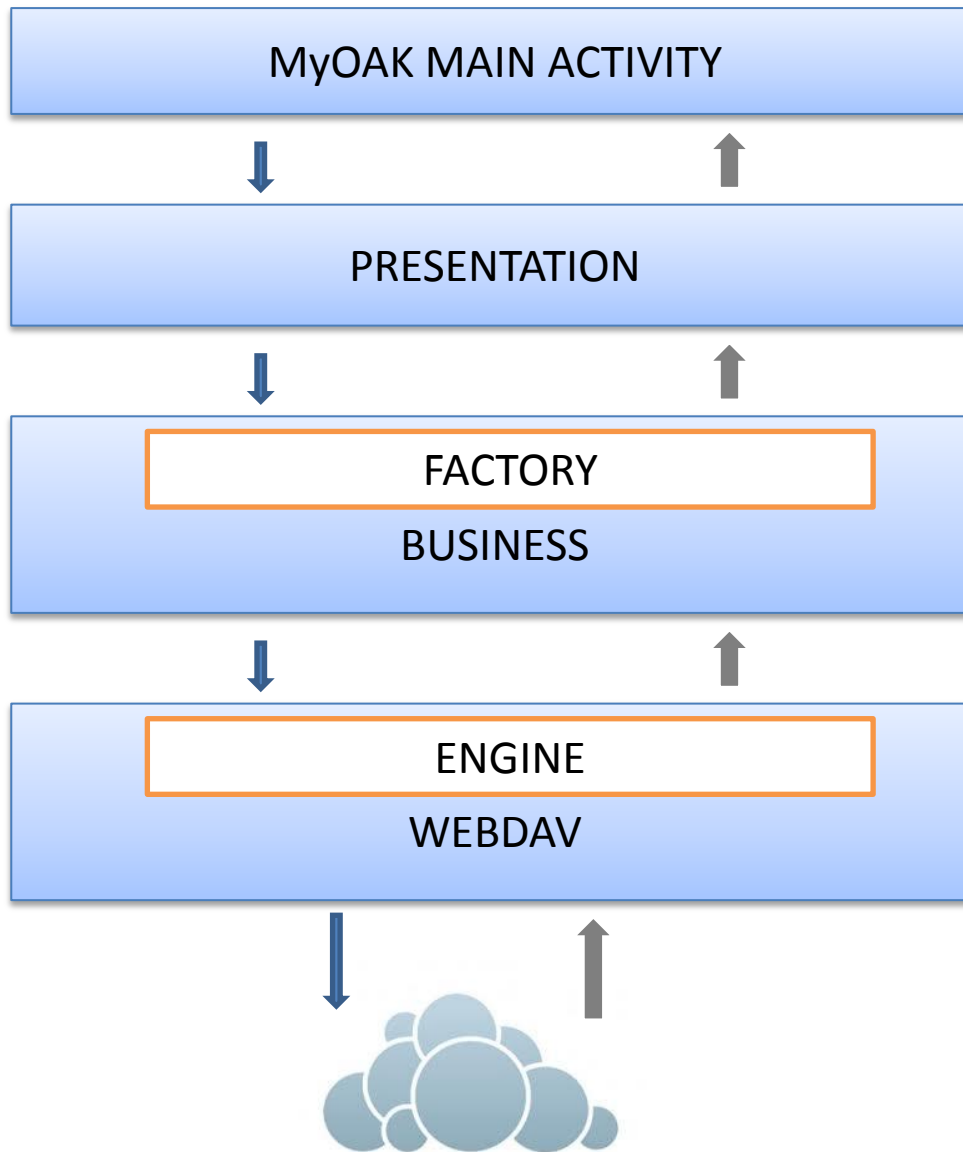 MyOAK MAIN ACTIVITY
PRESENTATION
FACTORY
BUSINESS
ENGINE
WEBDAV